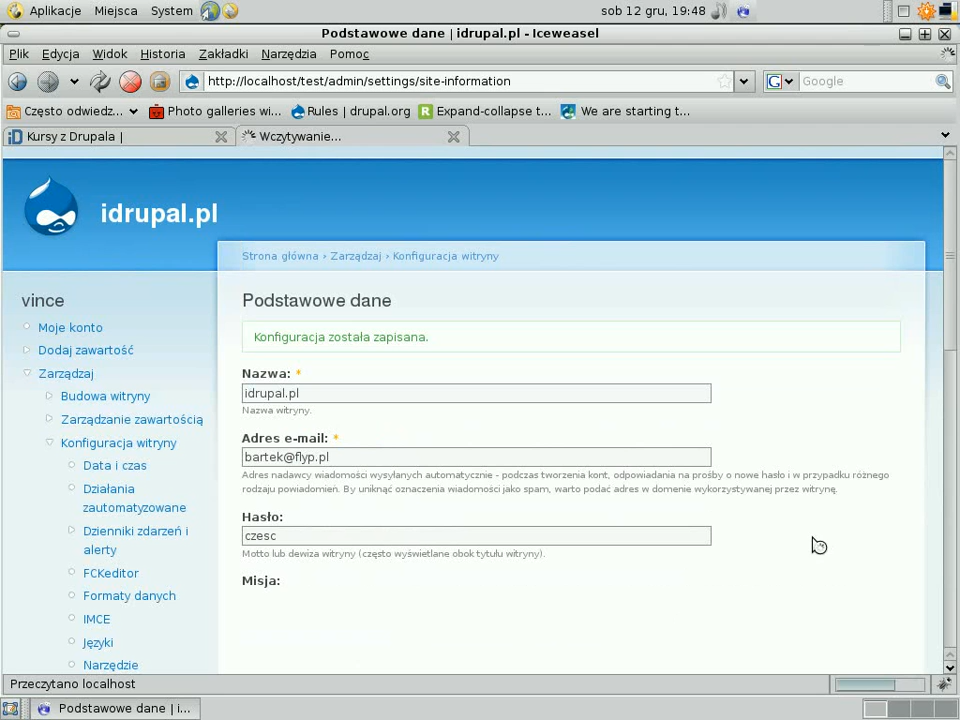 Aplikacje Miejsca System sob 12 gru, 19:48
Podstawowe dane | idrupal.pl - Iceweasel
Plik Edycja Widok Historia Zakładki Narzędzia Pomoc
http://localhost/test/admin/settings/site-information Google
Często odwiedz... Photo galleries wi... Rules | drupal.org Expand-collapse t... We are starting t...
Kursy z Drupala | Wczytywanie...
idrupal.pl
Strona główna › Zarządzaj › Konfiguracja witryny
vince
Moje konto
Dodaj zawartość
Zarządzaj
Budowa witryny
Zarządzanie zawartością
Konfiguracja witryny
Data i czas
Działania
zautomatyzowane
Dzienniki zdarzeń i
alerty
FCKeditor
Formaty danych
IMCE
Języki
Narzędzie
Podstawowe dane
Konfiguracja została zapisana.
Nazwa: *
idrupal.pl
Nazwa witryny.
Adres e-mail: *
bartek@flyp.pl
Adres nadawcy wiadomości wysyłanych automatycznie - podczas tworzenia kont, odpowiadania na prośby o nowe hasło i w przypadku różnego
rodzaju powiadomień. By uniknąć oznaczenia wiadomości jako spam, warto podać adres w domenie wykorzystywanej przez witrynę.
Hasło:
czesc
Motto lub dewiza witryny (często wyświetlane obok tytułu witryny).
Misja:
Przeczytano localhost
Podstawowe dane | i...